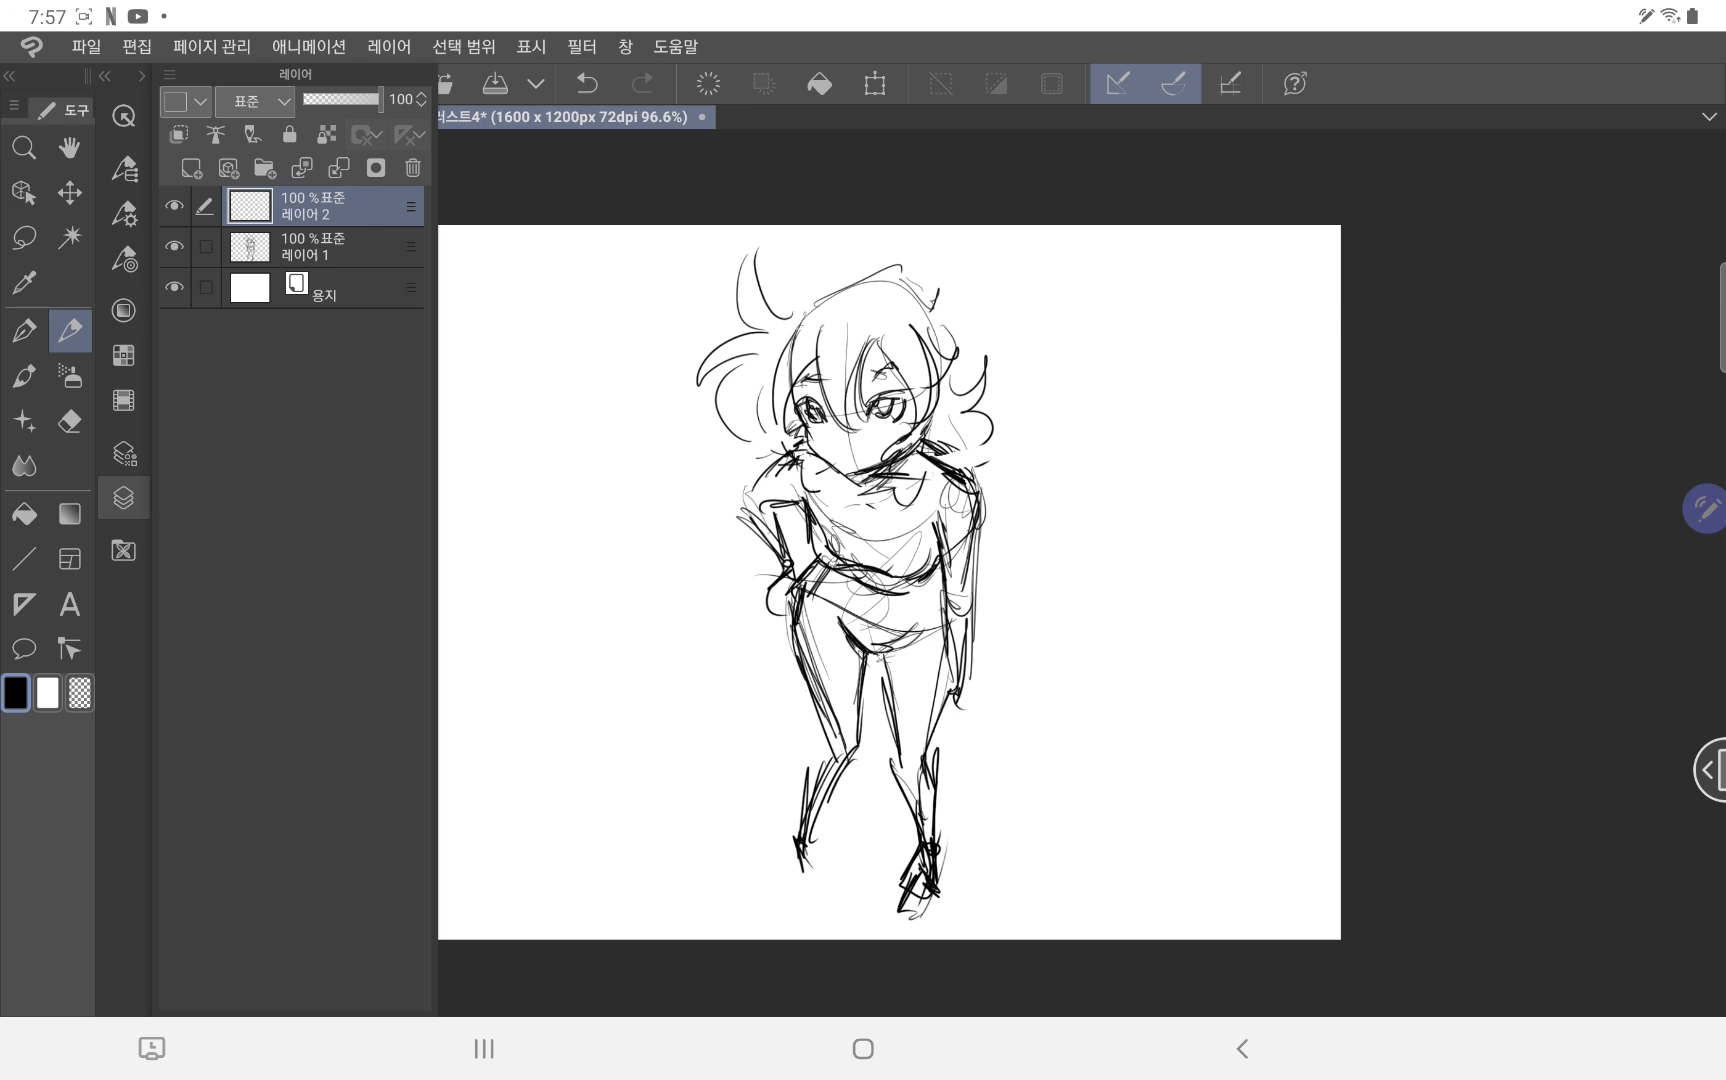 7:57
파일 편집 페이지 관리 애니메이션 레이어 선택 범위 표시 필터 창 도움말
레이어
표준 100
도구
러스트4* (1600 x 1200px 72dpi 96.6%)
100 %표준
레이어 2
100 %표준
레이어 1
용지